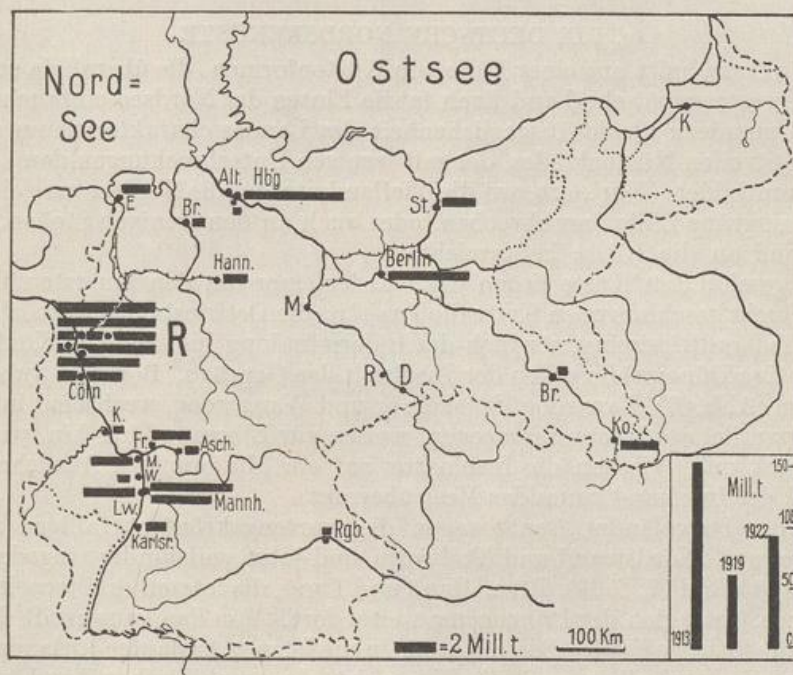 Nord=
See
Ostsee
K
E.
Alt.
Hbg
Br.
St.
Hann.
Berlin
M
R
Cöln
R
D
Br.
K.
Fr.
Asch.
Ko.
M.
W.
Lw.
Mannh.
Karlsr.
Rgb.
=2 Mill. t.
100 Km
Mill. t
150
108
50
0
1913
1919
1922